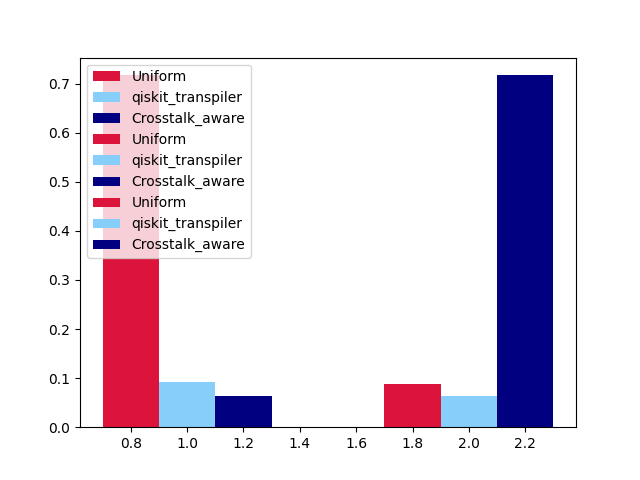 Uniform
qiskit_transpiler
Crosstalk_aware
Uniform
qiskit_transpiler
Crosstalk_aware
Uniform
qiskit_transpiler
Crosstalk_aware
0.7
0.6
0.5
0.4
0.3
0.2
0.1
0.0
0.8 1.0 1.2 1.4 1.6 1.8 2.0 2.2